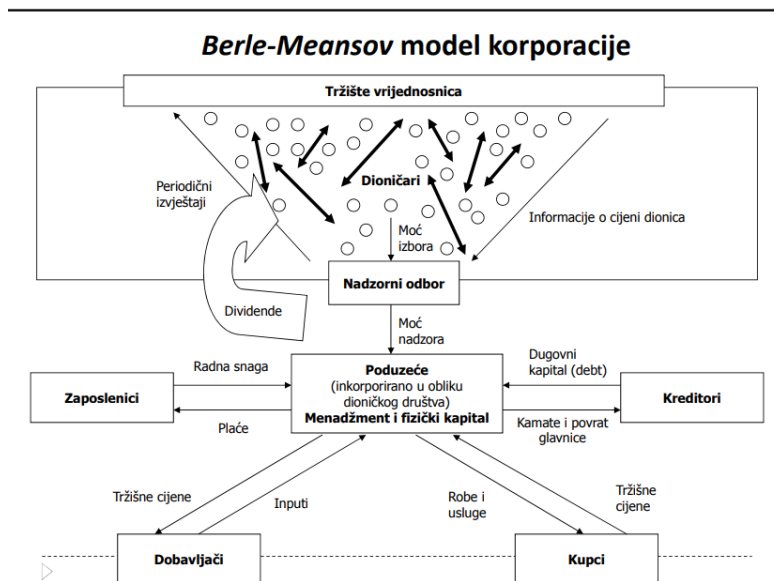 Berle-Meansov model korporacije
Tržište vrijednosnica
Periodični
izvještaji
Dioničari
Informacije o cijeni dionica
Moć
izbora
Nadzorni odbor
Dividende
Moć
nadzora
Radna snaga
Poduzeće
(inkorporirano u obliku
dioničkog društva)
Menadžment i fizički kapital
Dugovni
kapital (debt)
Zaposlenici
Kreditori
Plaće
Kamate i povrat
glavnice
Tržišne cijene
Inputi
Robe i
usluge
Tržišne
cijene
Dobavljači
Kupci